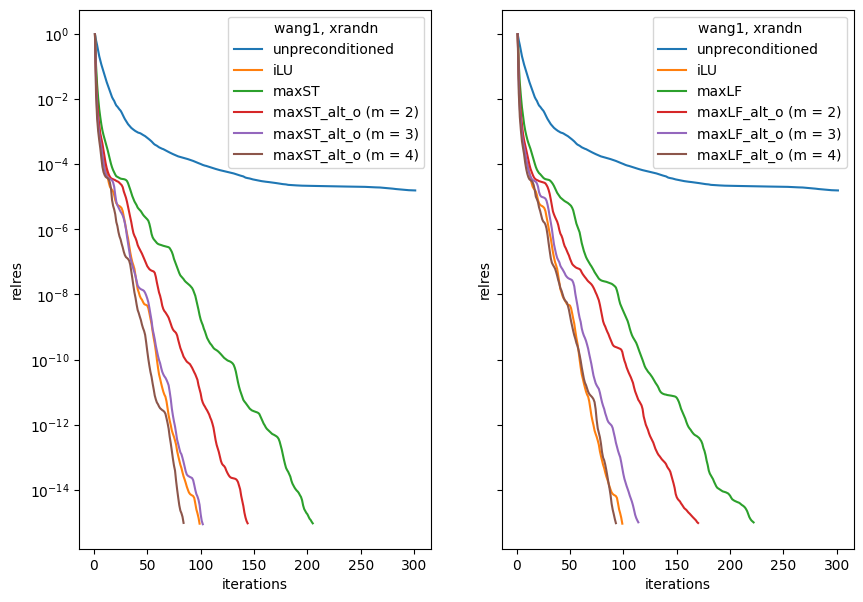 wang1, xrandn
unpreconditioned
iLU
maxST
maxST_alt_o (m = 2)
maxST_alt_o (m = 3)
maxST_alt_o (m = 4)
10⁰
10⁻²
10⁻⁴
10⁻⁶
10⁻⁸
10⁻¹⁰
10⁻¹²
10⁻¹⁴
relres
0 50 100 150 200 250 300
iterations
wang1, xrandn
unpreconditioned
iLU
maxLF
maxLF_alt_o (m = 2)
maxLF_alt_o (m = 3)
maxLF_alt_o (m = 4)
relres
0 50 100 150 200 250 300
iterations